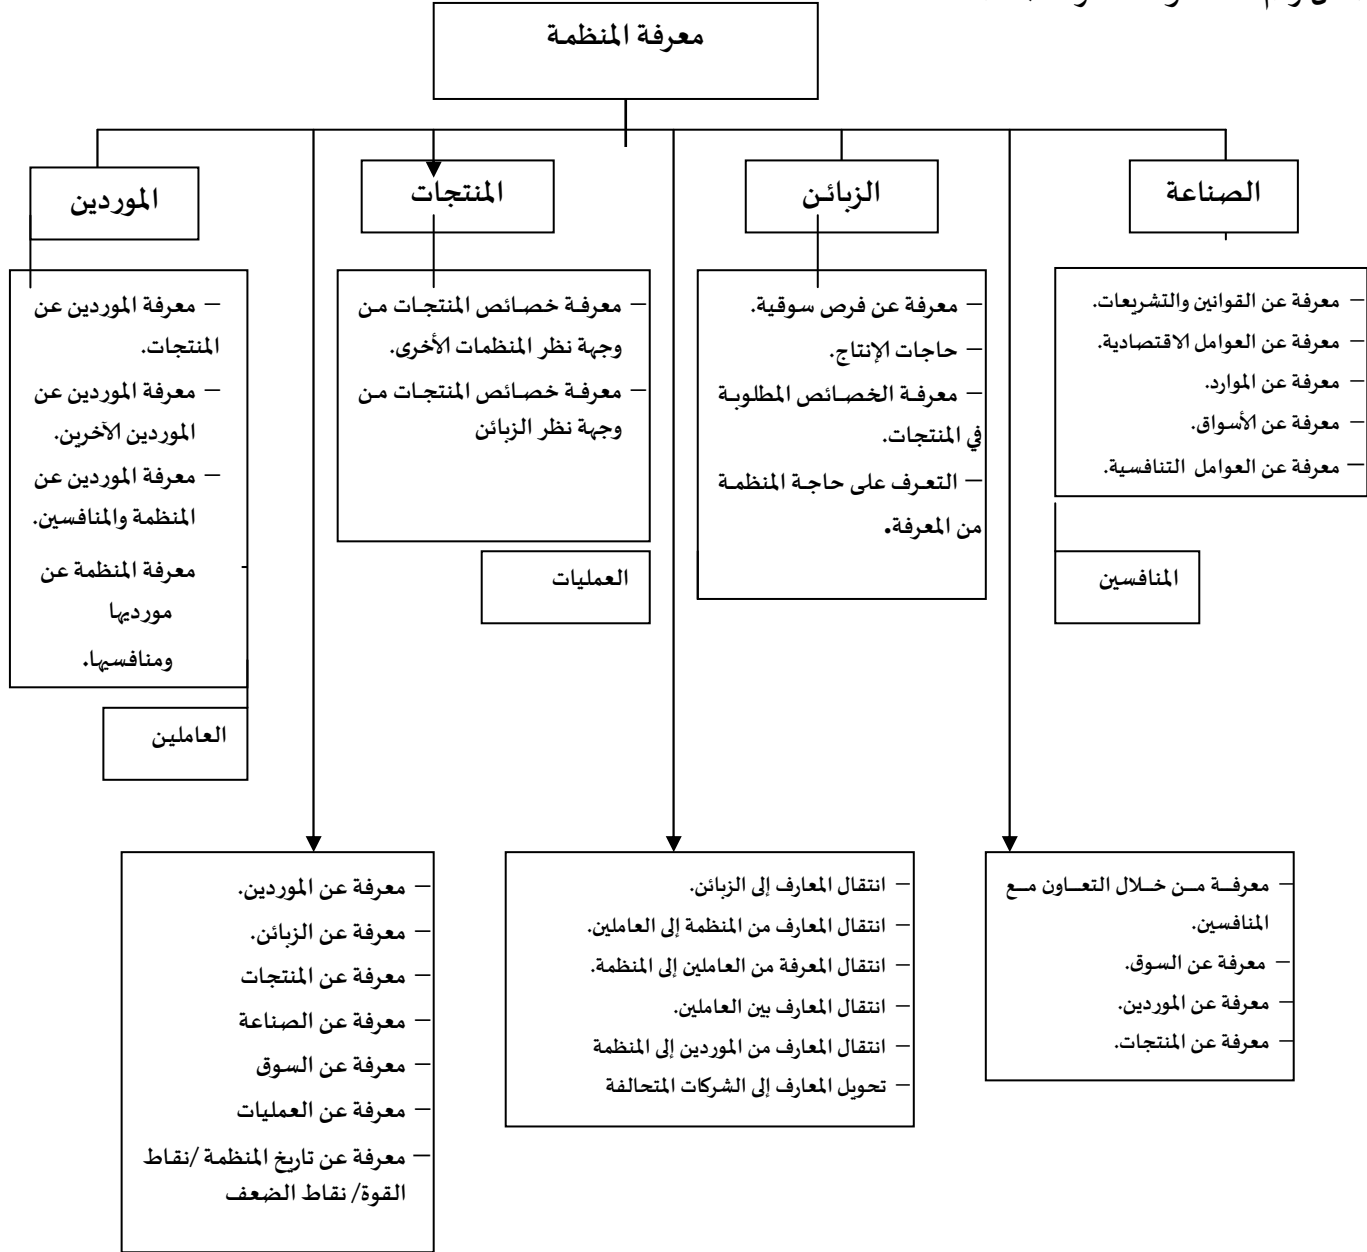 معرفة المنظمة
الصناعة
الزبائن
المنتجات
الموردين
– معرفة عن القوانين والتشريعات.
– معرفة عن العوامل الاقتصادية.
– معرفة عن الموارد.
– معرفة عن الأسواق.
– معرفة عن العوامل التنافسية.
– معرفة عن فرص سوقية.
– حاجات الإنتاج.
– معرفة الخصائص المطلوبة
في المنتجات.
– التعرف على حاجة المنظمة
من المعرفة.
– معرفة خصائص المنتجات من
وجهة نظر المنظمات الأخرى.
– معرفة خصائص المنتجات من
وجهة نظر الزبائن
– معرفة الموردين عن
المنتجات.
– معرفة الموردين عن
الموردين الآخرين.
– معرفة الموردين عن
المنظمة والمنافسين.
- معرفة المنظمة عن
مورديها
ومنافسيها.
المنافسين
العمليات
العاملين
– معرفة من خلال التعاون مع
المنافسين.
– معرفة عن السوق.
– معرفة عن الموردين.
– معرفة عن المنتجات.
– انتقال المعارف إلى الزبائن.
– انتقال المعارف من المنظمة إلى العاملين.
– انتقال المعرفة من العاملين إلى المنظمة.
– انتقال المعارف بين العاملين.
– انتقال المعارف من الموردين إلى المنظمة
– تحويل المعارف إلى الشركات المتحالفة
– معرفة عن الموردين.
– معرفة عن الزبائن.
– معرفة عن المنتجات
– معرفة عن الصناعة
– معرفة عن السوق
– معرفة عن العمليات
– معرفة عن تاريخ المنظمة /نقاط
القوة/ نقاط الضعف